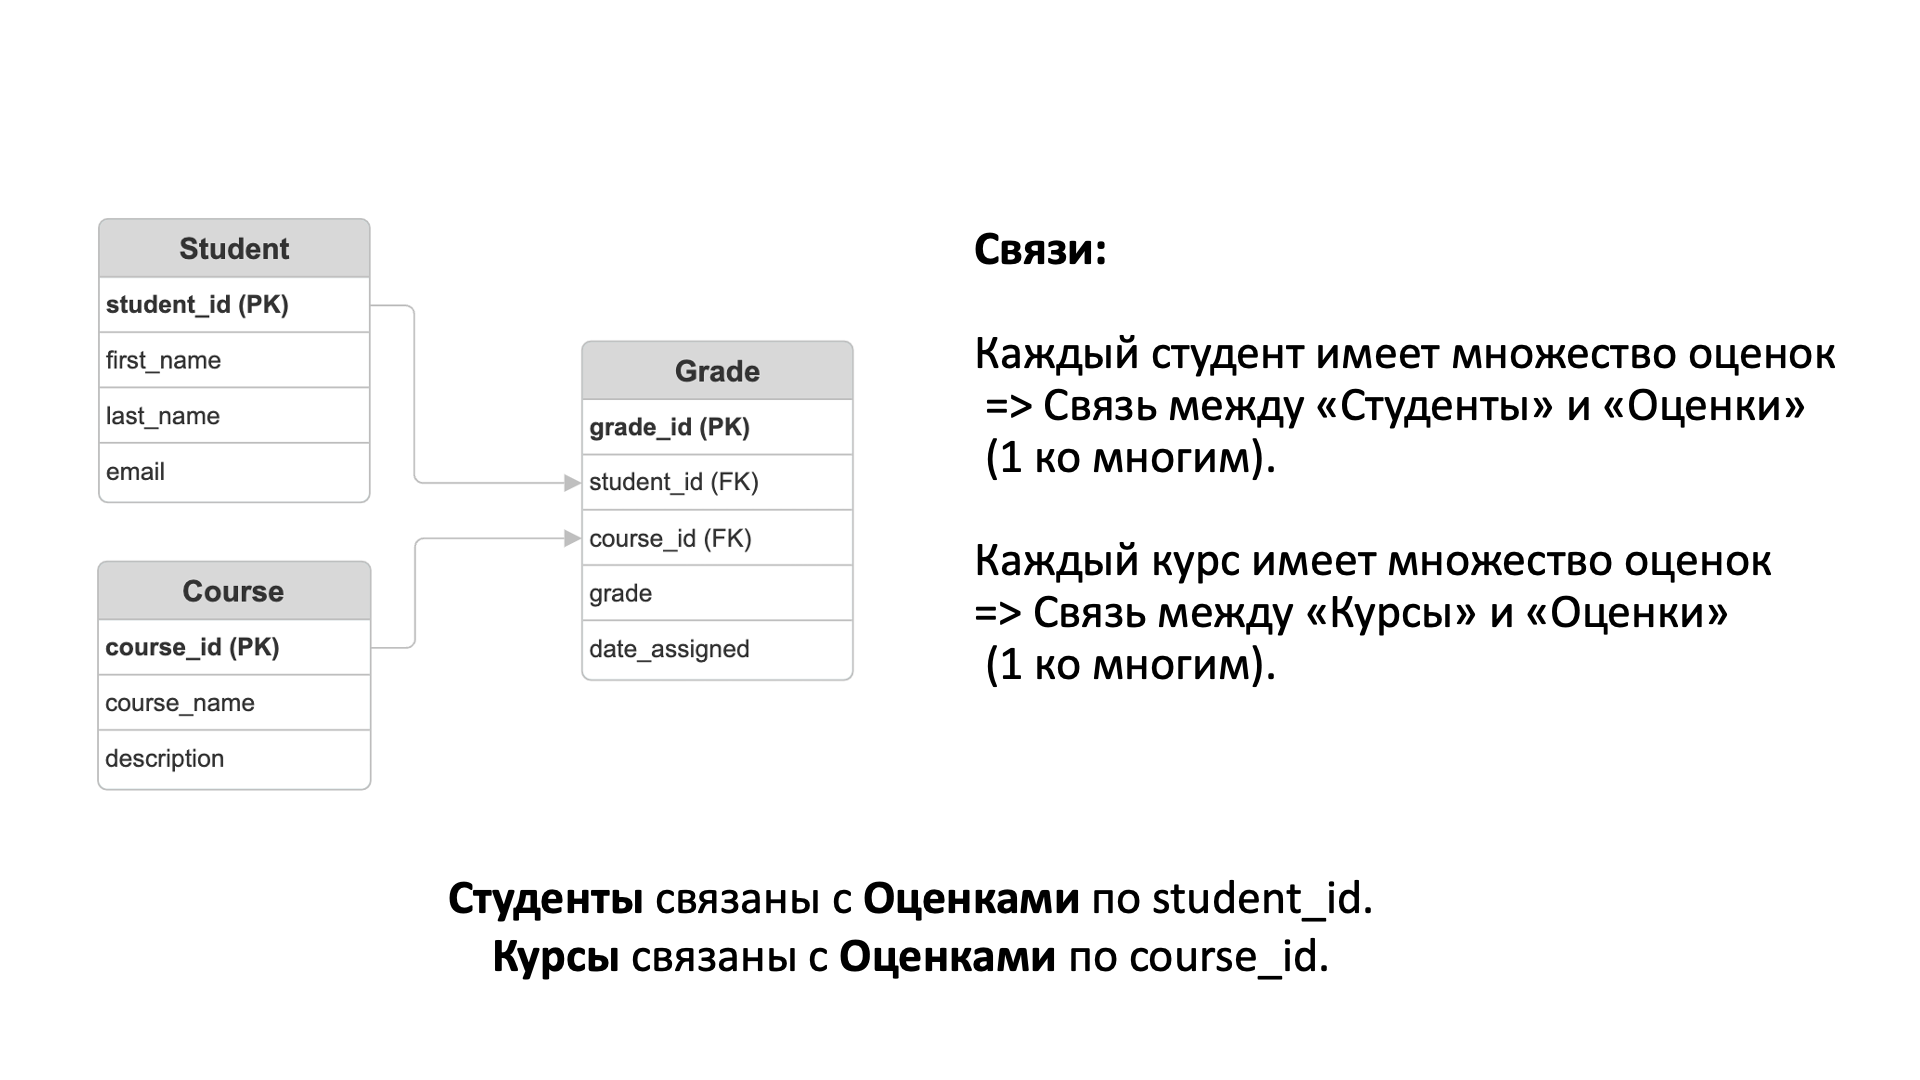 Student
student_id (PK)
first_name
last_name
email
Course
course_id (PK)
course_name
description
Grade
grade_id (PK)
student_id (FK)
course_id (FK)
grade
date_assigned
Связи:
Каждый студент имеет множество оценок
=> Связь между «Студенты» и «Оценки»
(1 ко многим).
Каждый курс имеет множество оценок
=> Связь между «Курсы» и «Оценки»
(1 ко многим).
Студенты связаны с Оценками по student_id.
Курсы связаны с Оценками по course_id.